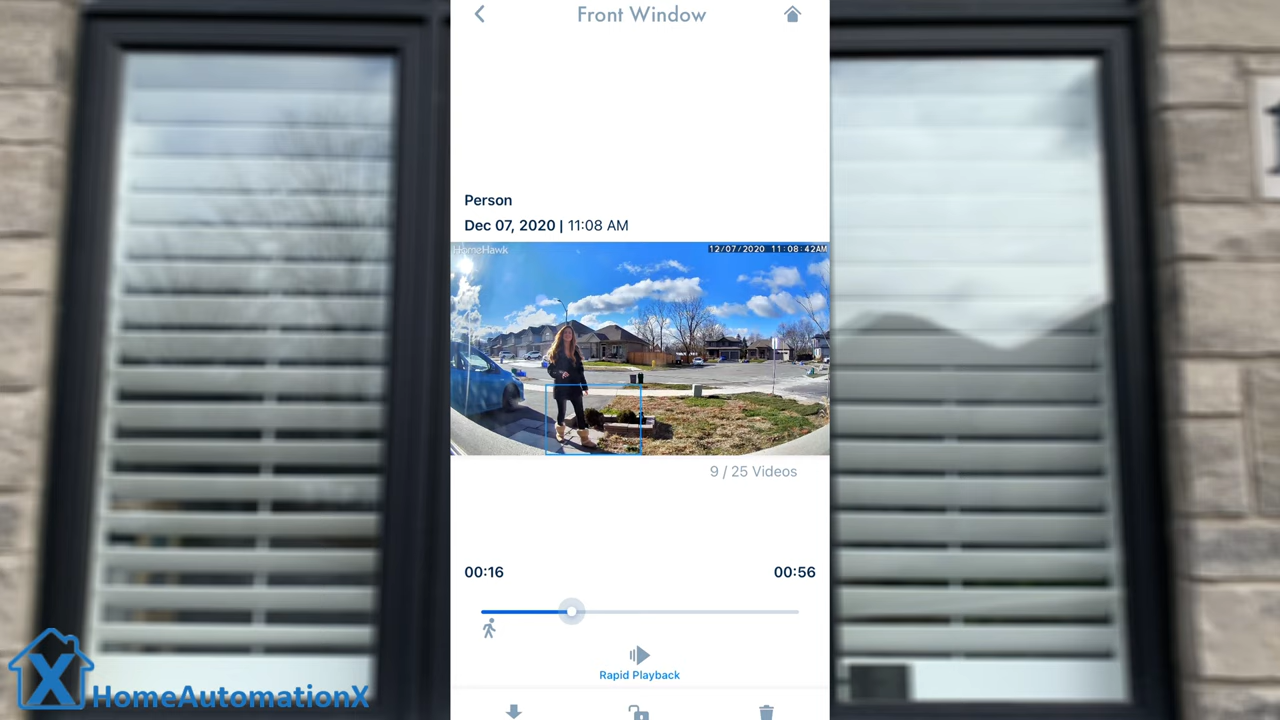 Front Window
Person
Dec 07, 2020 | 11:08 AM
HomeHawk
12/07/2020 11:08:42AM
9 / 25 Videos
00:16
00:56
Rapid Playback
X HomeAutomationX